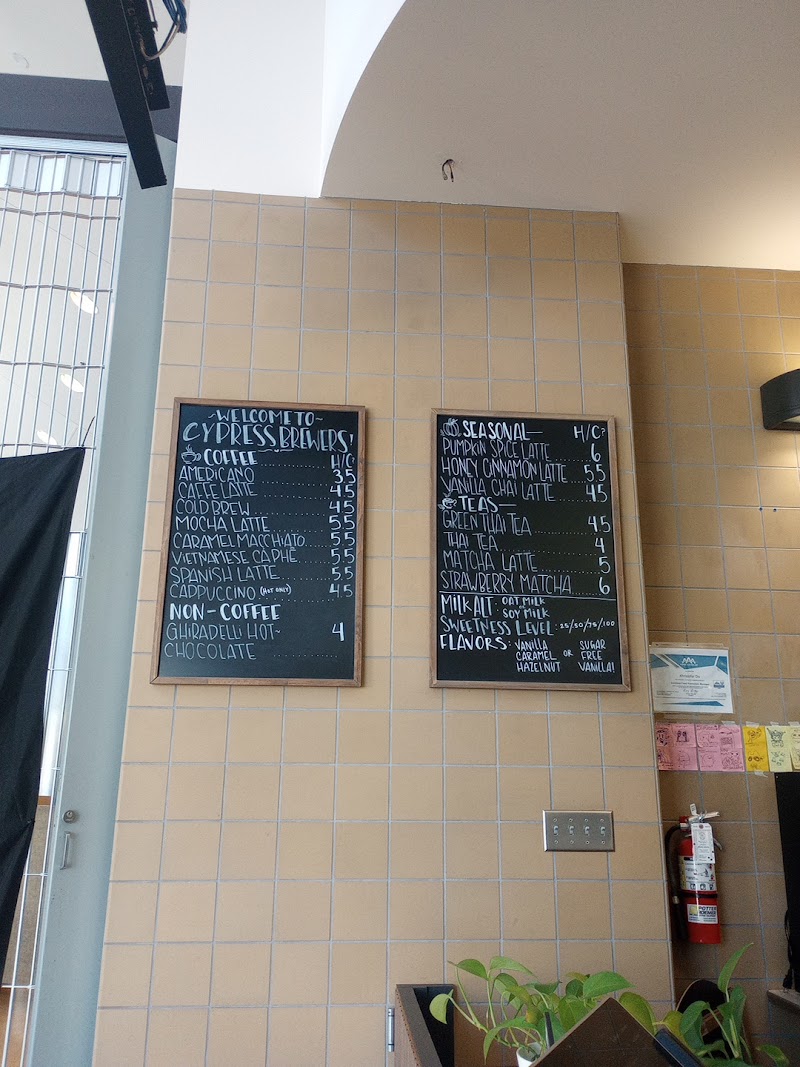 ~WELCOME TO~
CYPRESS BREWERS!
COFFEE H/C?
AMERICANO 3.5
CAFFE LATTE 4.5
COLD BREW 4.5
MOCHA LATTE 5.5
CARAMEL MACCHIATO 5.5
VIETNAMESE CA PHE 5.5
SPANISH LATTE 5.5
CAPPUCCINO (HOT ONLY) 4.5
NON-COFFEE
GHIRADELLI HOT~ 4
CHOCOLATE
SEASONAL H/C?
PUMPKIN SPICE LATTE 6
HONEY CINNAMON LATTE 5.5
VANILLA CHAI LATTE 4.5
TEAS
GREEN THAI TEA 4.5
THAI TEA 4
MATCHA LATTE 5
STRAWBERRY MATCHA 6
MILK ALT: OAT MILK
SOY MILK
SWEETNESS LEVEL: 25/50/75/100
FLAVORS: VANILLA
CARAMEL
HAZELNUT
OR
SUGAR
FREE
VANILLA!